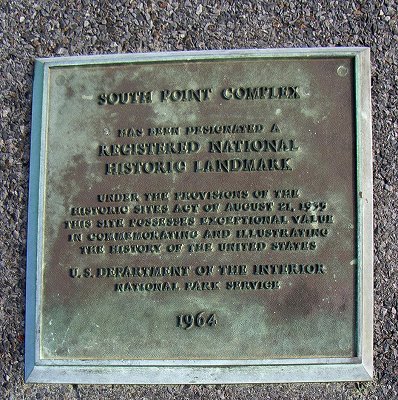 SOUTH POINT COMPLEX
HAS BEEN DESIGNATED A
REGISTERED NATIONAL
HISTORIC LANDMARK
UNDER THE PROVISIONS OF THE
HISTORIC SITES ACT OF AUGUST 21, 1935
THIS SITE POSSESSES EXCEPTIONAL VALUE
IN COMMEMORATING AND ILLUSTRATING
THE HISTORY OF THE UNITED STATES
U.S. DEPARTMENT OF THE INTERIOR
NATIONAL PARK SERVICE
1964